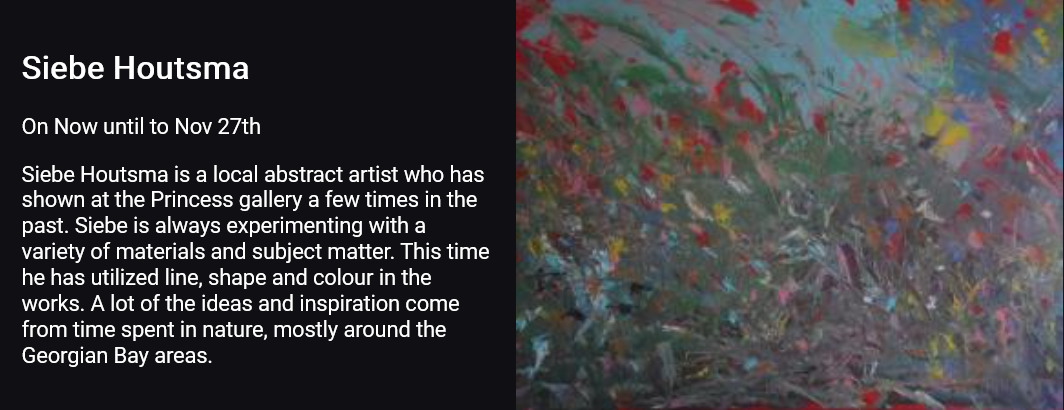 Siebe Houtsma
On Now until to Nov 27th
Siebe Houtsma is a local abstract artist who has
shown at the Princess gallery a few times in the
past. Siebe is always experimenting with a
variety of materials and subject matter. This time
he has utilized line, shape and colour in the
works. A lot of the ideas and inspiration come
from time spent in nature, mostly around the
Georgian Bay areas.